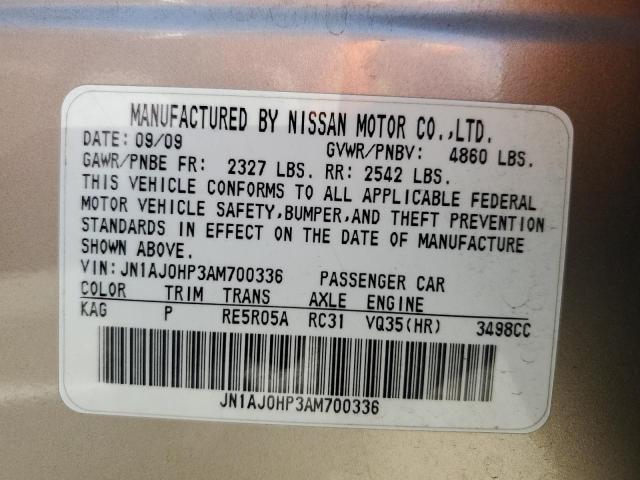 MANUFACTURED BY NISSAN MOTOR CO.,LTD.
DATE: 09/09 GVWR/PNBV: 4860 LBS.
GAWR/PNBE FR: 2327 LBS. RR: 2542 LBS.
THIS VEHICLE CONFORMS TO ALL APPLICABLE FEDERAL
MOTOR VEHICLE SAFETY,BUMPER,AND THEFT PREVENTION
STANDARDS IN EFFECT ON THE DATE OF MANUFACTURE
SHOWN ABOVE.
VIN:JN1AJ0HP3AM700336 PASSENGER CAR
COLOR TRIM TRANS AXLE ENGINE
KAG P RE5R05A RC31 VQ35(HR) 3498CC
JN1AJ0HP3AM700336